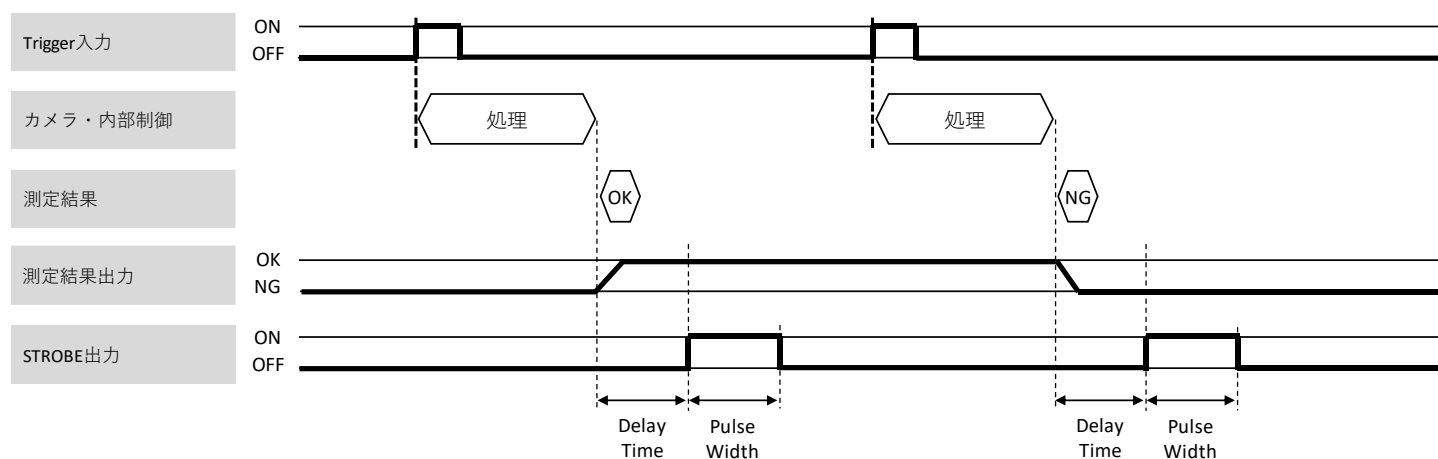 Trigger入力
ON
OFF
カメラ・内部制御
処理
処理
測定結果
OK
NG
測定結果出力
OK
NG
STROBE出力
ON
OFF
Delay
Time
Pulse
Width
Delay
Time
Pulse
Width